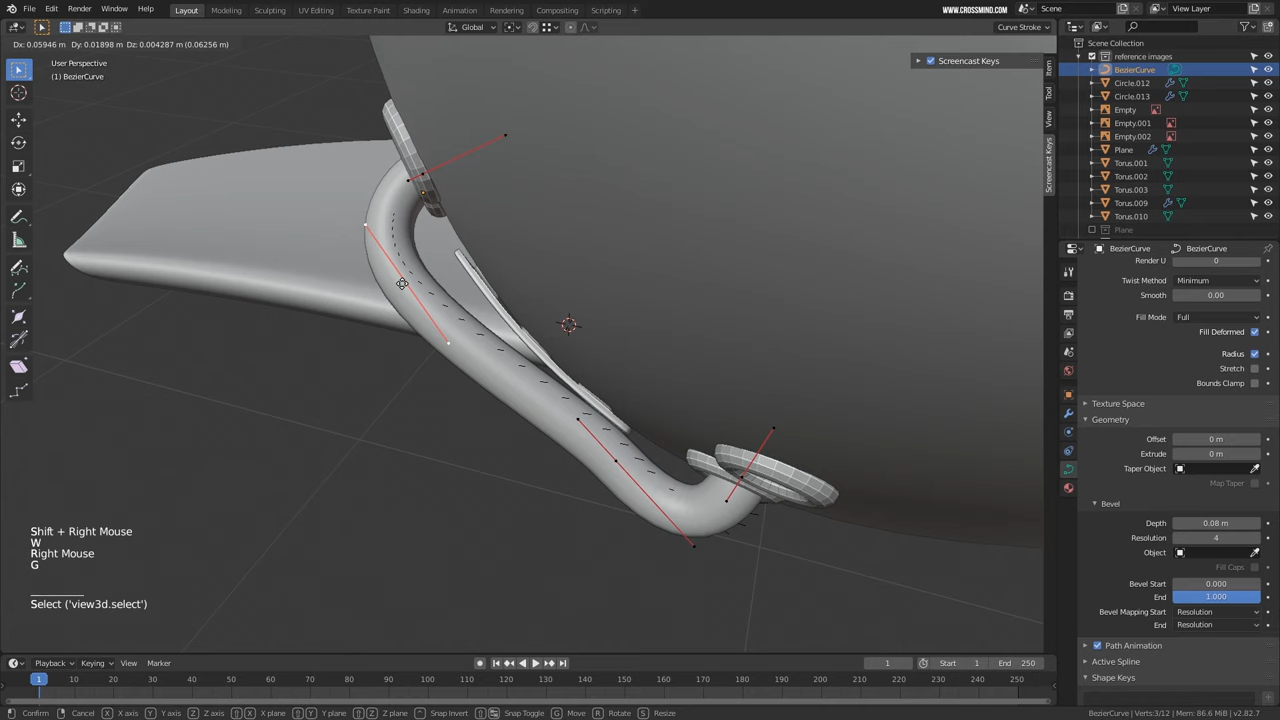 File Edit Render Window Help
Layout Modeling Sculpting UV Editing Texture Paint Shading Animation Rendering Compositing Scripting +
www.CROSSMIND.com
Scene
View Layer
Global
Curve Stroke
Dx: 0.05946 m Dy: 0.01898 m Dz: 0.004287 m (0.06256 m)
User Perspective
(1) BezierCurve
Screencast Keys
Item
Tool
View
Screencast Keys
Shift + Right Mouse
W
Right Mouse
G
Select ('view3d.select')
Scene Collection
reference images
BezierCurve
Circle.012
Circle.013
Empty
Empty.001
Empty.002
Plane
Torus.001
Torus.002
Torus.003
Torus.009
Torus.010
Plane
BezierCurve BezierCurve
Render U 0
Twist Method Minimum
Smooth 0.00
Fill Mode Full
Fill Deformed
Radius
Stretch
Bounds Clamp
Texture Space
Geometry
Offset 0 m
Extrude 0 m
Taper Object
Map Taper
Bevel
Depth 0.08 m
Resolution 4
Object
Fill Caps
Bevel Start 0.000
End 1.000
Bevel Mapping Start Resolution
End Resolution
Path Animation
Active Spline
Shape Keys
Playback Keying View Marker
1 Start 1 End 250
1 10 20 30 40 50 60 70 80 90 100 110 120 130 140 150 160 170 180 190 200 210 220 230 240 250
Confirm Cancel X X axis Y Y axis Z Z axis X X plane Y Y plane Z Z plane Snap Invert Snap Toggle G Move R Rotate S Resize
BezierCurve | Verts:3/12 | Mem: 86.6 MiB | v2.82.7